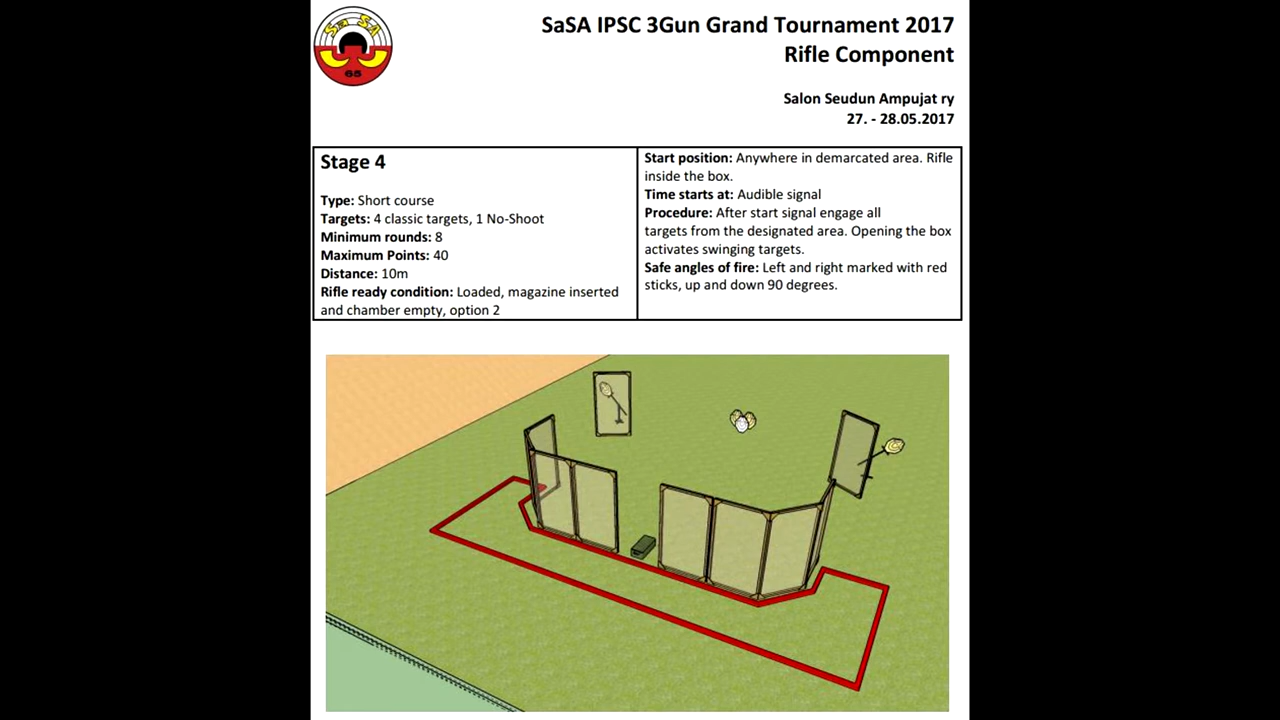 SaSA
65
SaSA IPSC 3Gun Grand Tournament 2017
Rifle Component
Salon Seudun Ampujat ry
27. - 28.05.2017
Stage 4
Type: Short course
Targets: 4 classic targets, 1 No-Shoot
Minimum rounds: 8
Maximum Points: 40
Distance: 10m
Rifle ready condition: Loaded, magazine inserted
and chamber empty, option 2
Start position: Anywhere in demarcated area. Rifle
inside the box.
Time starts at: Audible signal
Procedure: After start signal engage all
targets from the designated area. Opening the box
activates swinging targets.
Safe angles of fire: Left and right marked with red
sticks, up and down 90 degrees.